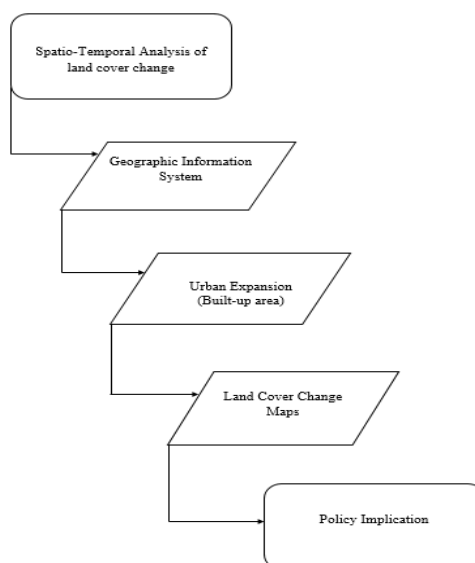 Spatio-Temporal Analysis of
land cover change
Geographic Information
System
Urban Expansion
(Built-up area)
Land Cover Change
Maps
Policy Implication